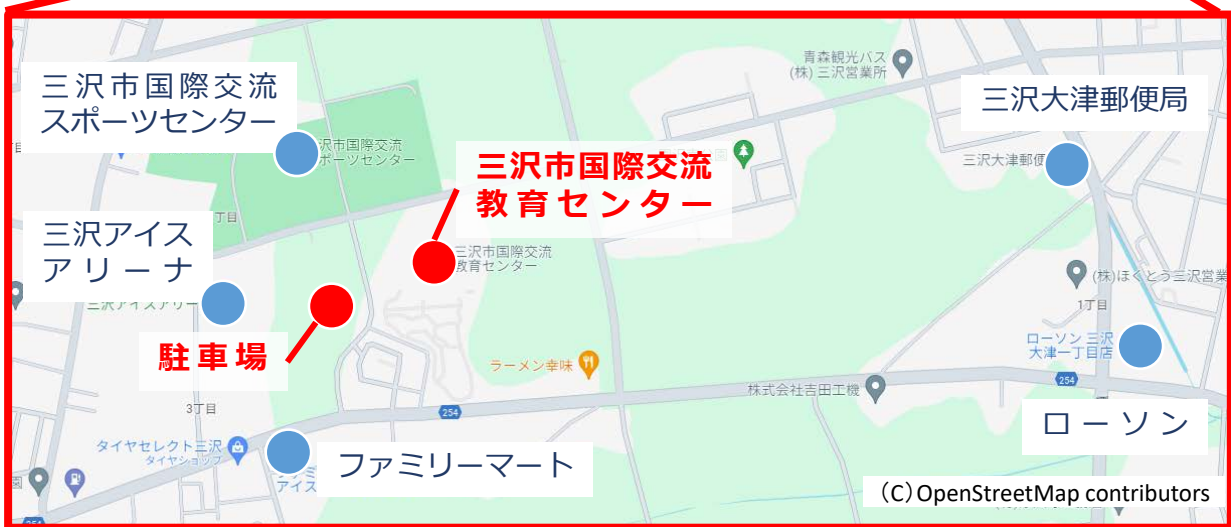 三沢市国際交流
スポーツセンター
青森観光バス
(株) 三沢営業所
三沢大津郵便局
沢市国際交流
ポーツセンター
三沢市国際交流
教育センター
園
三沢大津郵便
丁目
三沢アイス
アリーナ
三沢市国際交流
教育センター
(株)ほくとう三沢営業
三沢アイスアリー
1丁目
駐車場
ラーメン幸味
ローソン 三沢
大津一丁目店
株式会社吉田工機
254
3丁目
254
ローソン
タイヤセレクト三沢
タイヤショップ
ファミリーマート
アイス
園
(C)OpenStreetMap contributors
254